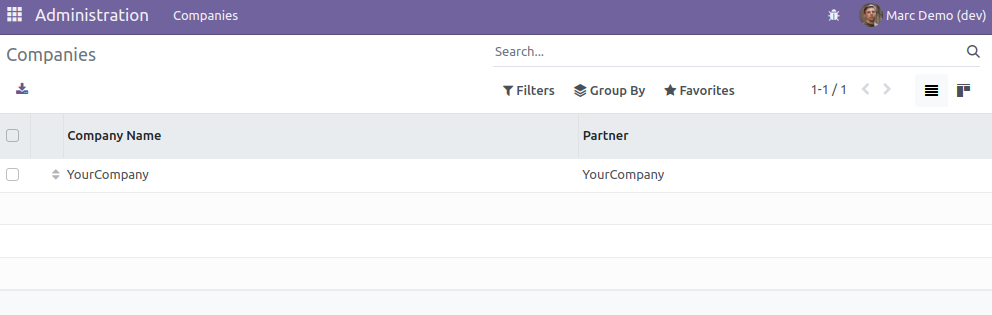 Administration Companies Marc Demo (dev)
Companies Search...
Filters Group By Favorites 1-1 / 1
Company Name Partner
YourCompany YourCompany